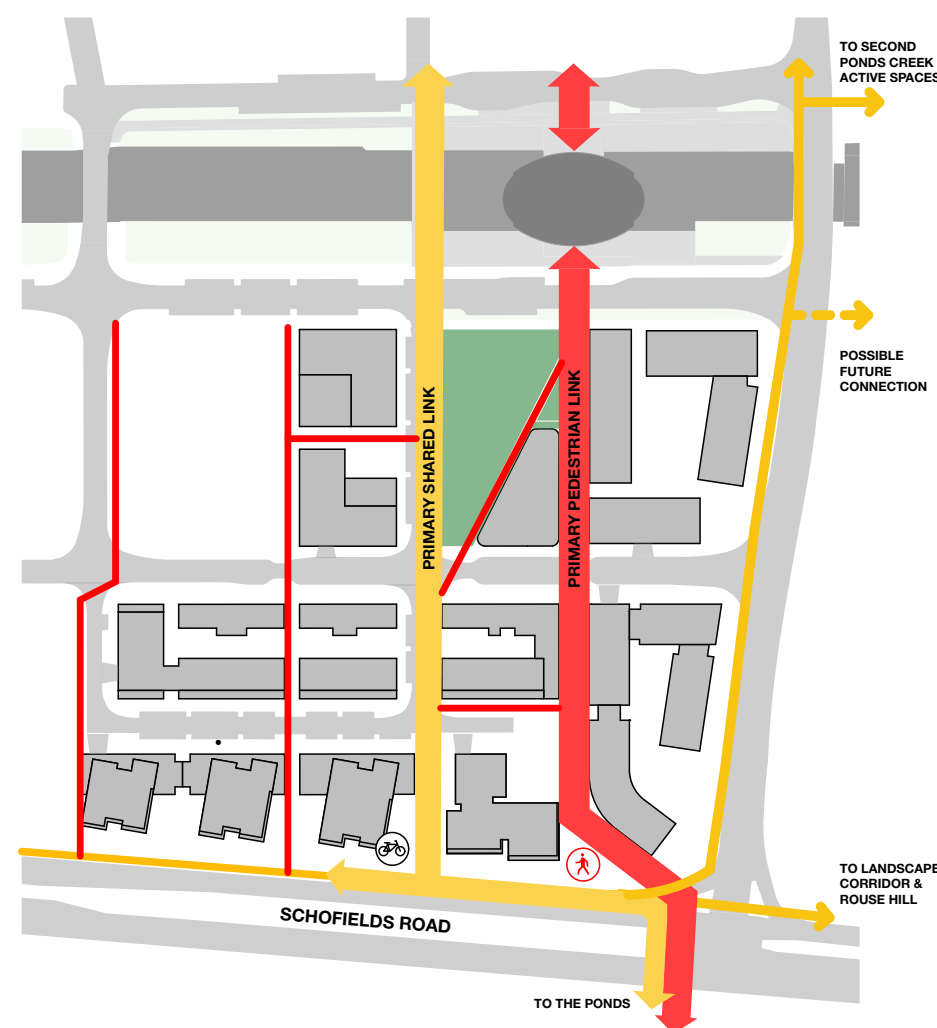 TO SECOND
PONDS CREEK
ACTIVE SPACES
POSSIBLE
FUTURE
CONNECTION
PRIMARY SHARED LINK
PRIMARY PEDESTRIAN LINK
TO LANDSCAPE
CORRIDOR &
ROUSE HILL
SCHOFIELDS ROAD
TO THE PONDS